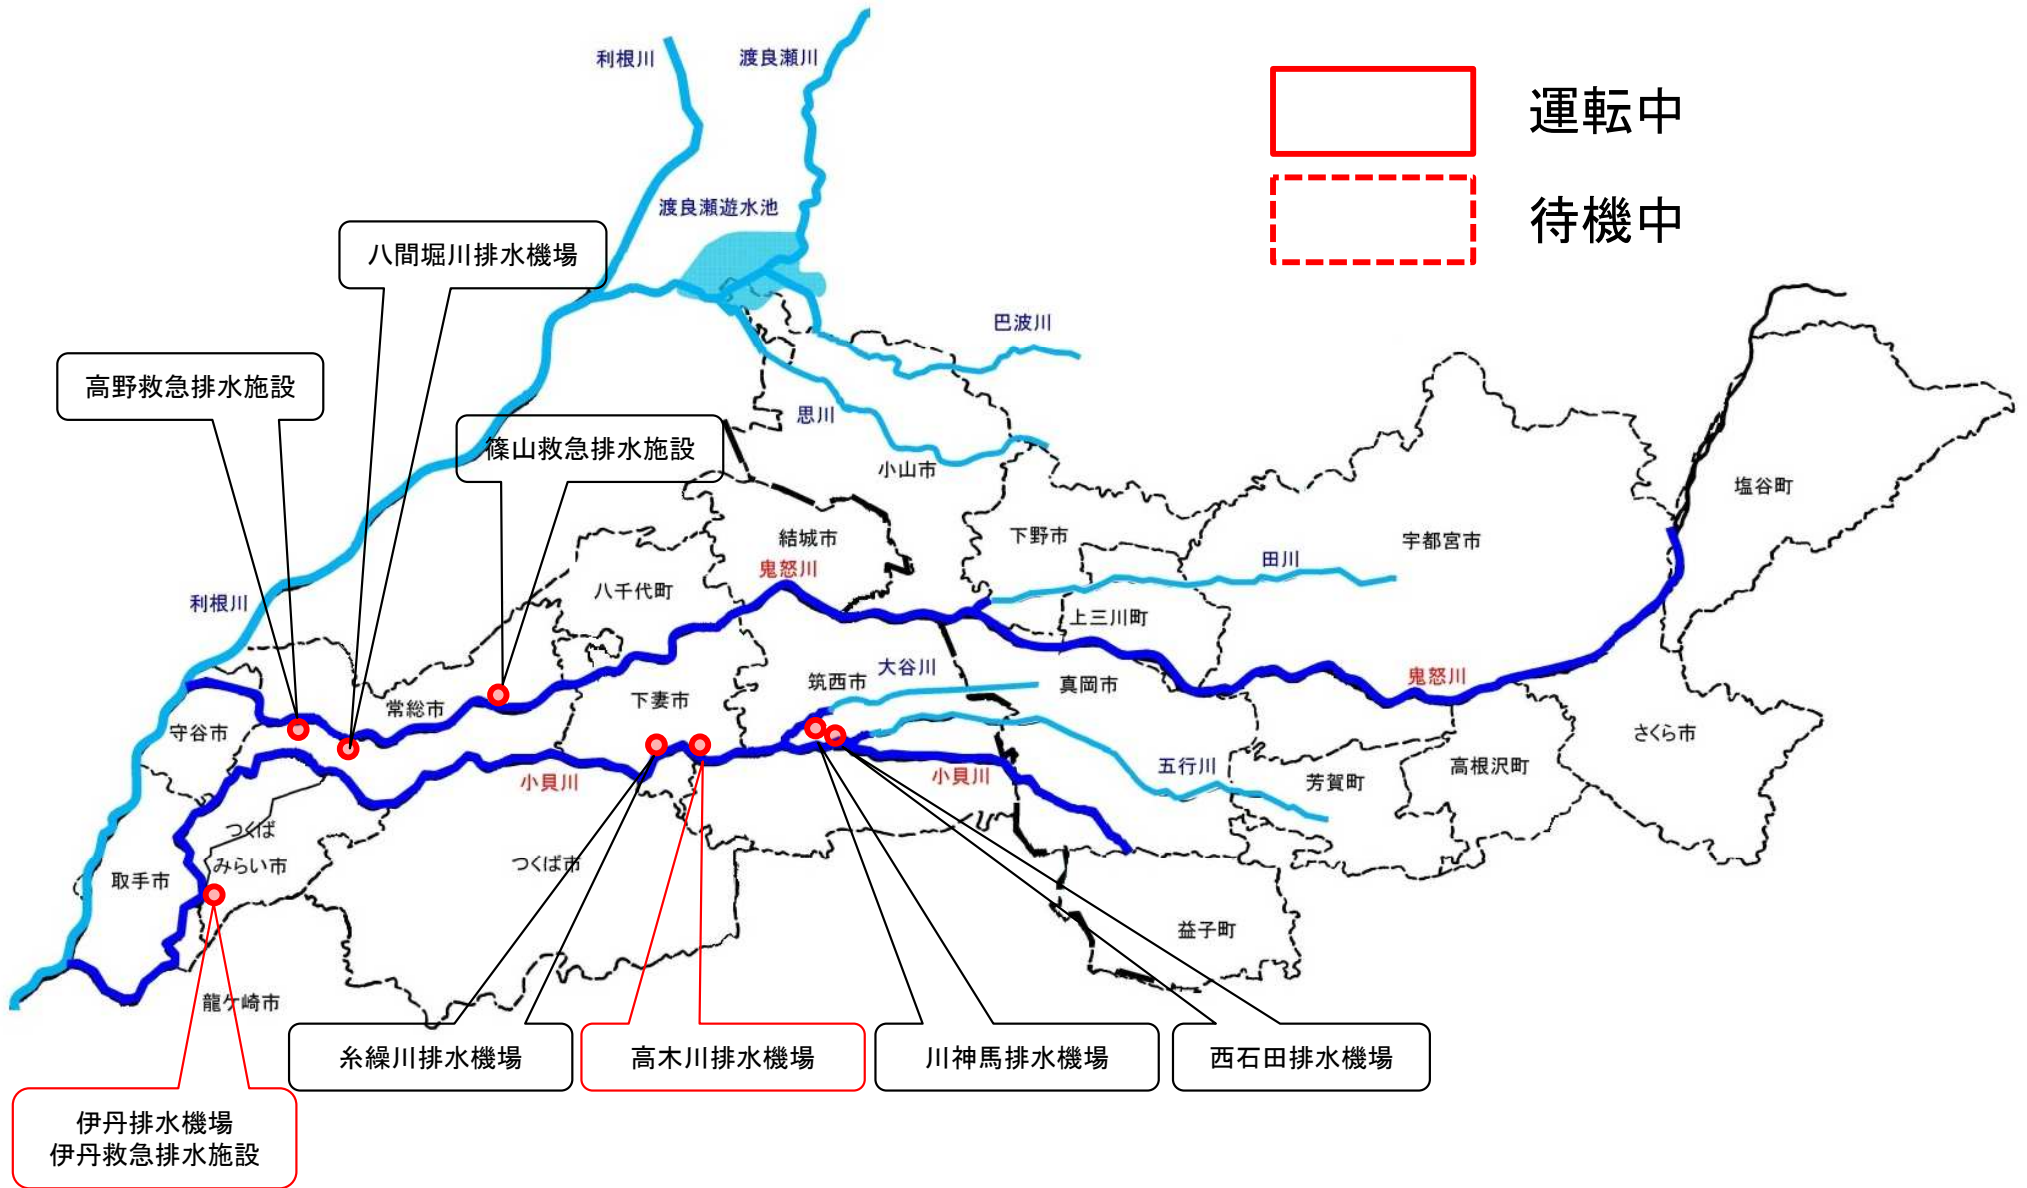 利根川
渡良瀬川
運転中
渡良瀬遊水池
待機中
八間堀川排水機場
巴波川
高野救急排水施設
思川
篠山救急排水施設
小山市
塩谷町
結城市
下野市
宇都宮市
鬼怒川
田川
八千代町
利根川
上三川町
大谷川
筑西市
真岡市
鬼怒川
下妻市
常総市
守谷市
さくら市
五行川
高根沢町
小貝川
小貝川
芳賀町
つくば
みらい市
つくば市
取手市
益子町
龍ケ崎市
糸繰川排水機場
高木川排水機場
川神馬排水機場
西石田排水機場
伊丹排水機場
伊丹救急排水施設